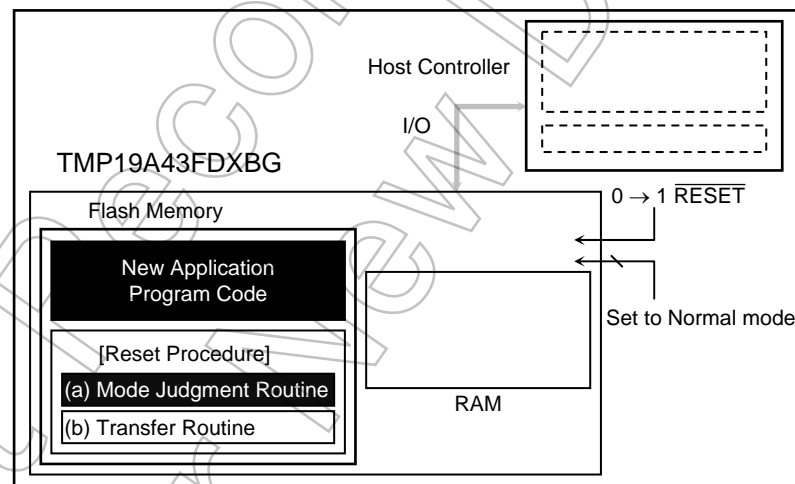 Host Controller
I/O
TMP19A43FDXBG
0 → 1 RESET
Flash Memory
New Application
Program Code
Set to Normal mode
[Reset Procedure]
(a) Mode Judgment Routine
(b) Transfer Routine
RAM